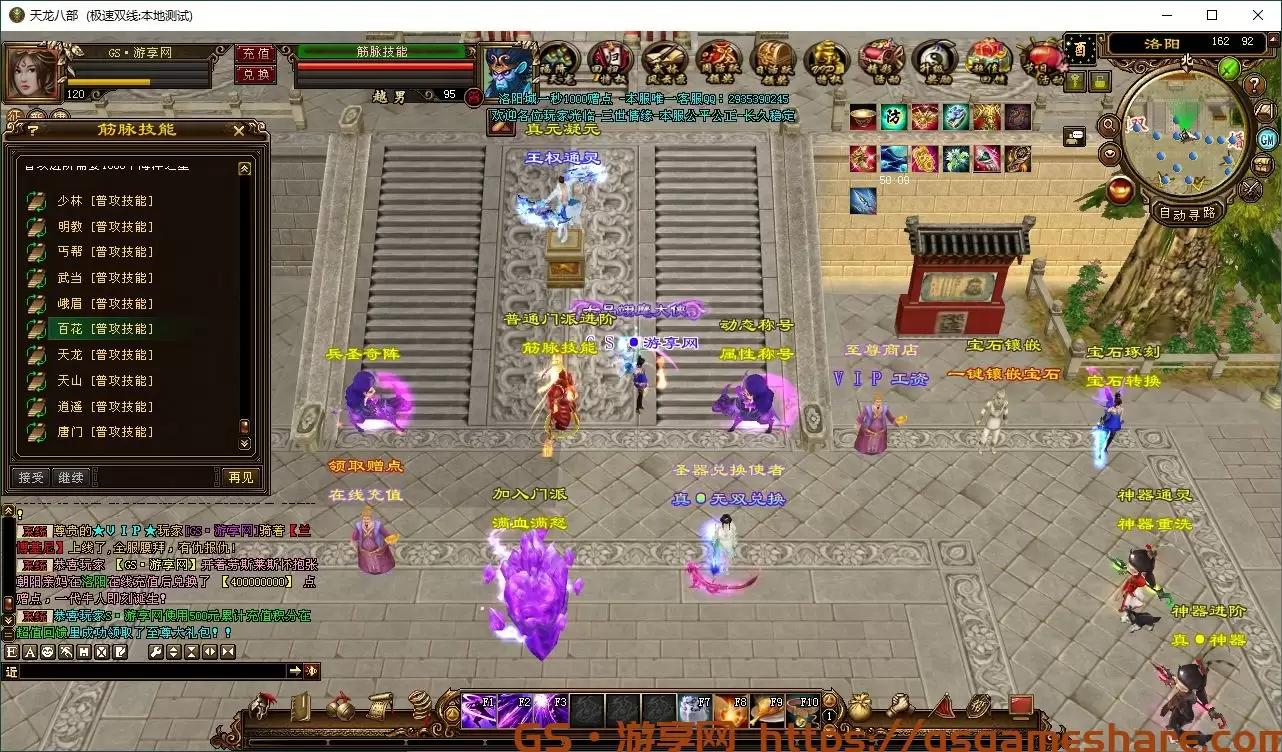 天龙八部 (极速双线:本地测试)
GS·游享网
充值
兑换
120
筋脉技能
越男
95
洛阳
162 92
北
酉
GM
自动寻路
洛阳城一秒1000赠点 本服唯一客服QQ: 2935390245
欢迎各位玩家光临 三世情缘 本服公平公正 长久稳定
50:09
?
筋脉技能
少林 [普攻技能]
明教 [普攻技能]
丐帮 [普攻技能]
武当 [普攻技能]
峨眉 [普攻技能]
百花 [普攻技能]
天龙 [普攻技能]
天山 [普攻技能]
逍遥 [普攻技能]
唐门 [普攻技能]
接受
继续
再见
真元凝元
王权通灵
普通门派进阶
筋脉技能
游享网
动态称号
属性称号
兵圣奇阵
至尊商店
VIP工资
宝石镶嵌
一键镶嵌宝石
宝石琢刻
宝石转换
领取赠点
在线充值
加入门派
满血满怒
圣器兑换使者
真 无双兑换
神器通灵
神器重洗
神器进阶
真 神器
尊贵的★VIP★玩家[GS·游享网]骑着【兰
上线了,全服膜拜，有仇报仇!
恭喜玩家 【GS·游享网】
在洛阳在线充值后兑换了 【400000000】 点
赠点，一代牛人即刻诞生!
恭喜玩家S·游享网使用500元累计充值积分在
超值回馈里成功领取了至尊大礼包!!
近
F1 F2 F3 F7 F8 F9 F10
1
GS·游享网 https://gsgameshare.com